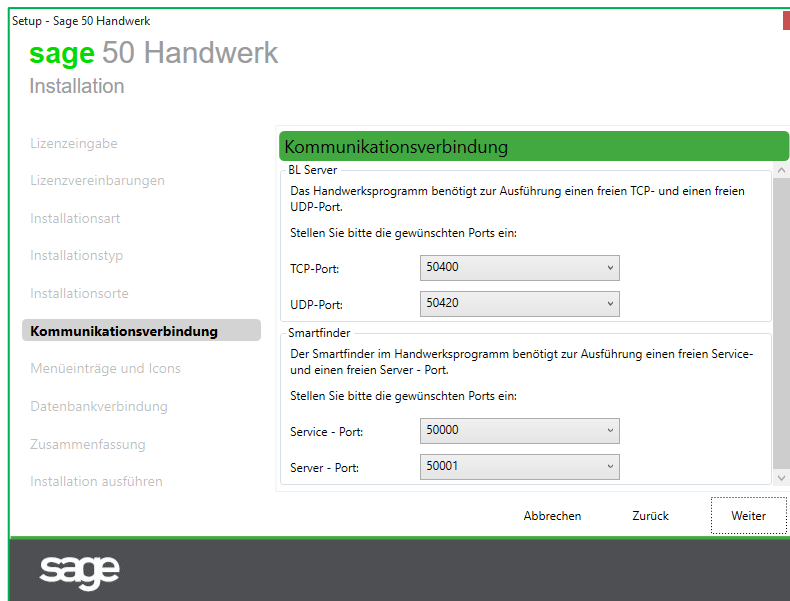 Setup - Sage 50 Handwerk
sage 50 Handwerk
Installation
Lizenzeingabe
Lizenzvereinbarungen
Installationsart
Installationstyp
Installationsorte
Kommunikationsverbindung
Menüeinträge und Icons
Datenbankverbindung
Zusammenfassung
Installation ausführen
Kommunikationsverbindung
BL Server
Das Handwerksprogramm benötigt zur Ausführung einen freien TCP- und einen freien
UDP-Port.
Stellen Sie bitte die gewünschten Ports ein:
TCP-Port: 50400
UDP-Port: 50420
Smartfinder
Der Smartfinder im Handwerksprogramm benötigt zur Ausführung einen freien Service-
und einen freien Server - Port.
Stellen Sie bitte die gewünschten Ports ein:
Service - Port: 50000
Server - Port: 50001
Abbrechen Zurück Weiter
sage